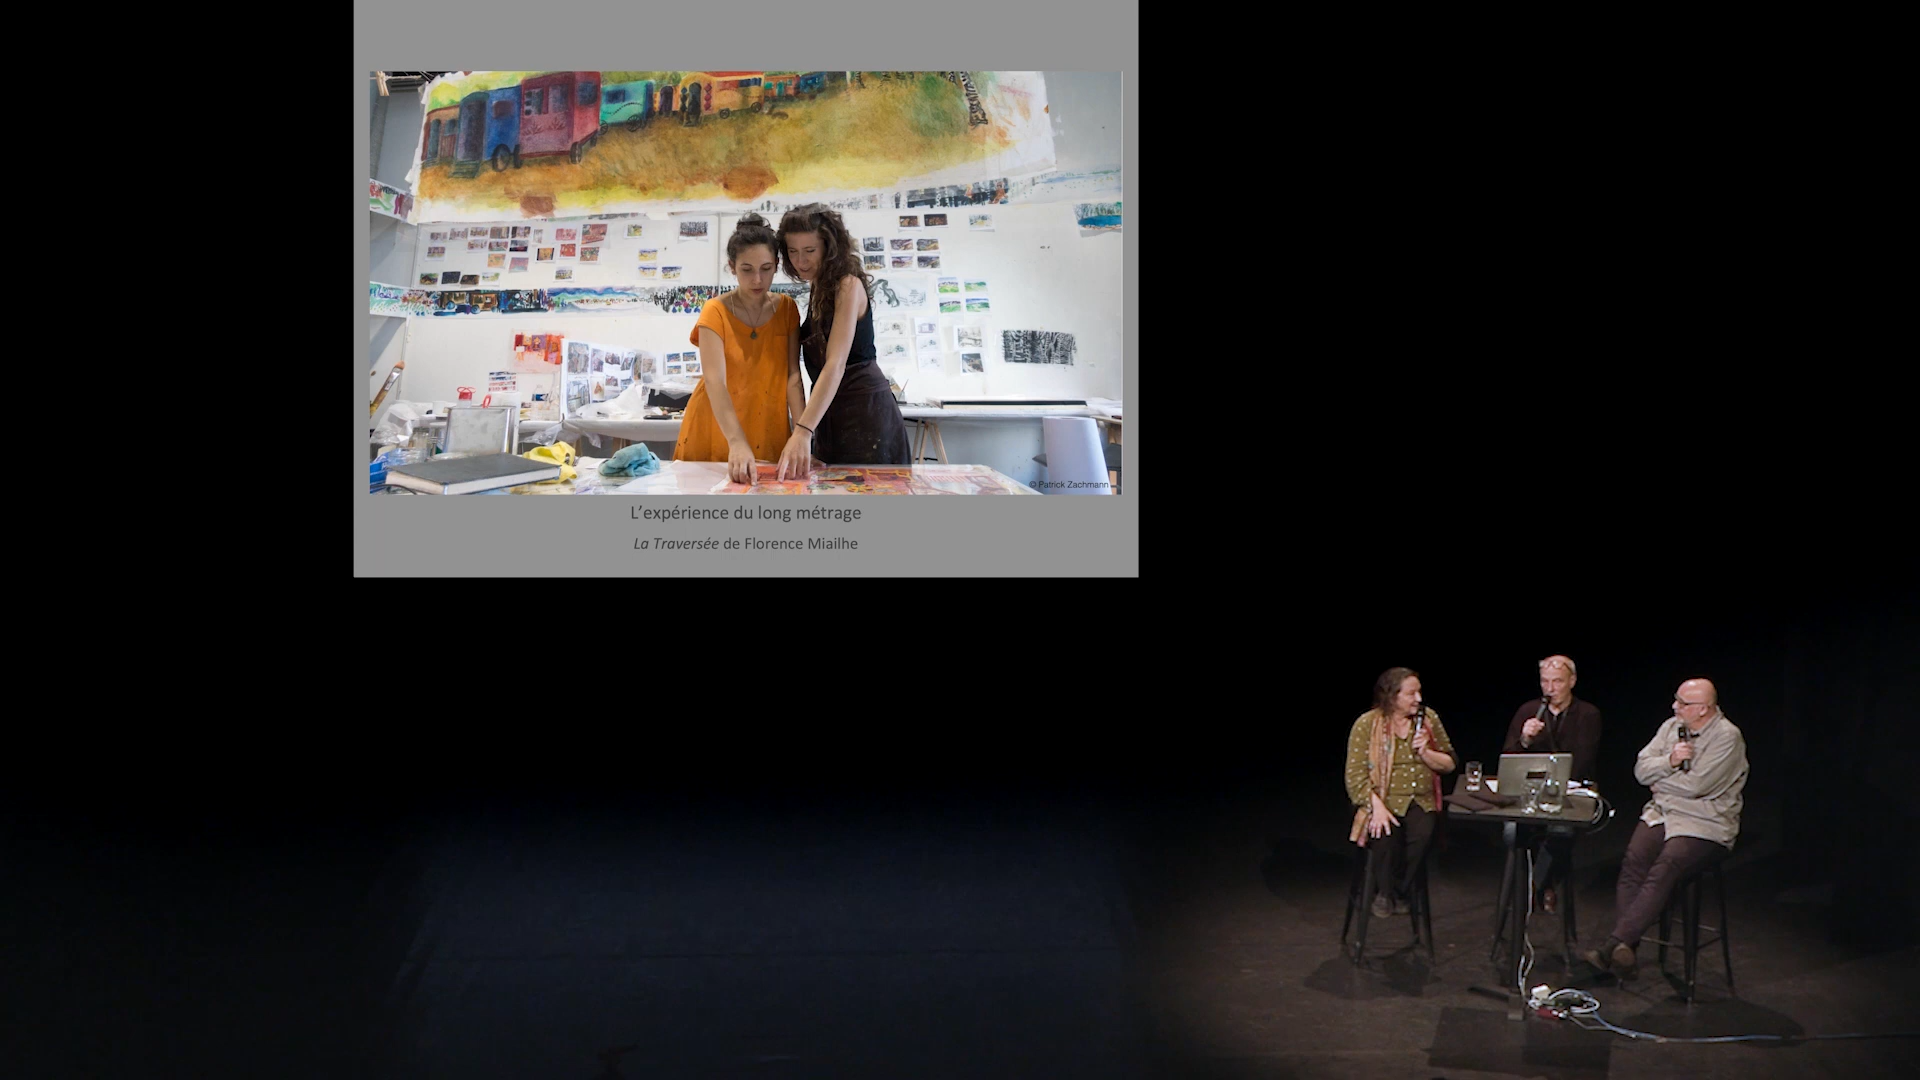 © Patrick Zachmann
L’expérience du long métrage
La Traversée de Florence Miailhe